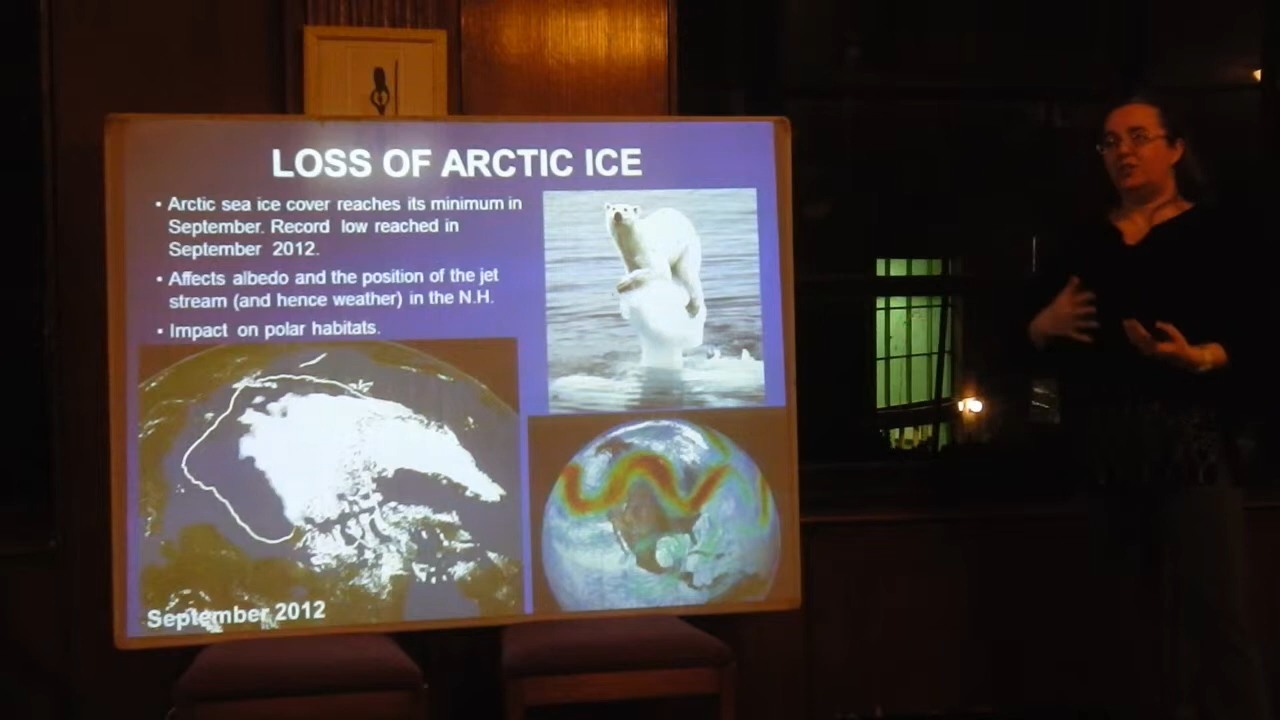 LOSS OF ARCTIC ICE
• Arctic sea ice cover reaches its minimum in
September. Record low reached in
September 2012.
• Affects albedo and the position of the jet
stream (and hence weather) in the N.H.
• Impact on polar habitats.
September 2012